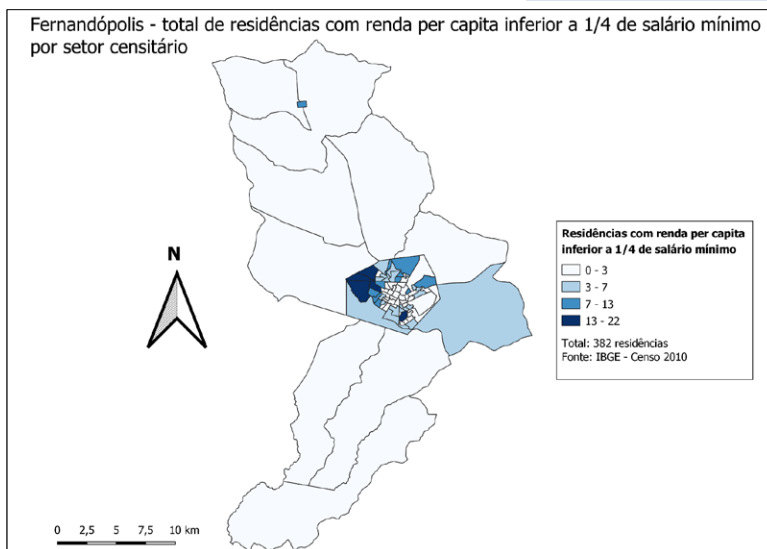 Fernandópolis - total de residências com renda per capita inferior a 1/4 de salário mínimo
por setor censitário
N
Residências com renda per capita
inferior a 1/4 de salário mínimo
0 - 3
3 - 7
7 - 13
13 - 22
Total: 382 residências
Fonte: IBGE - Censo 2010
0 2,5 5 7,5 10 km